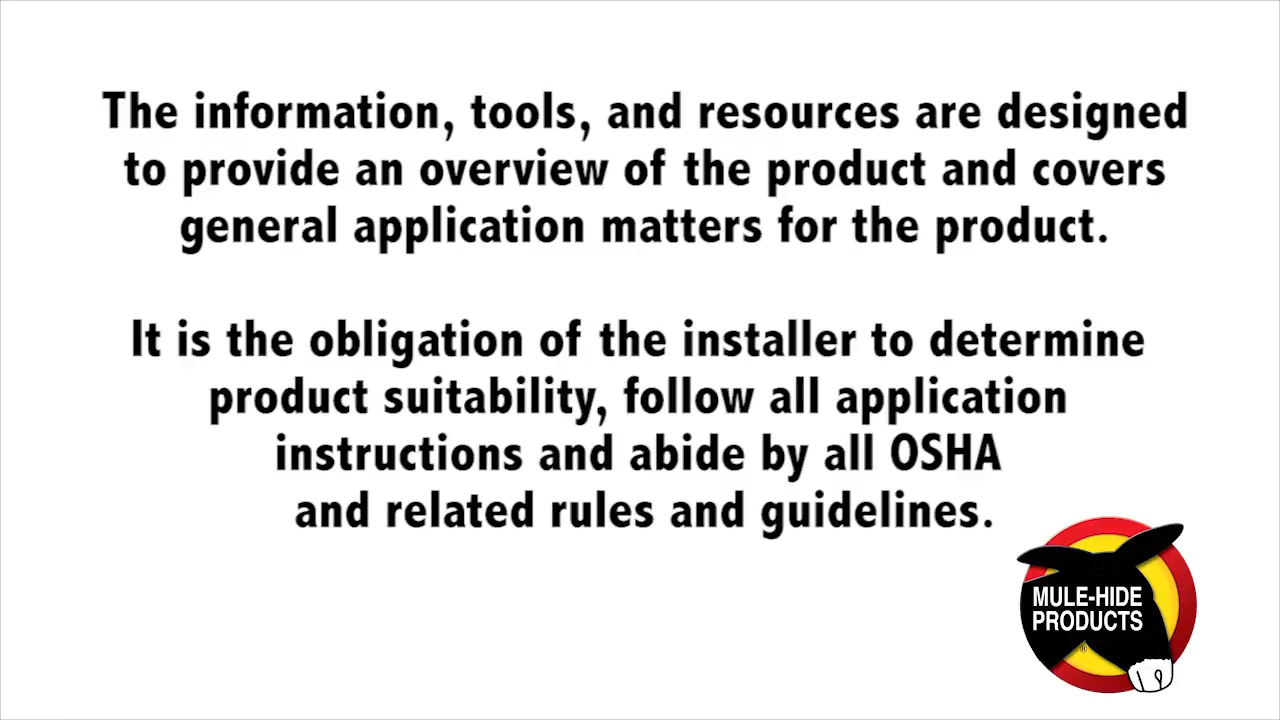 The information, tools, and resources are designed
to provide an overview of the product and covers
general application matters for the product.
It is the obligation of the installer to determine
product suitability, follow all application
instructions and abide by all OSHA
and related rules and guidelines.
MULE-HIDE
PRODUCTS
®